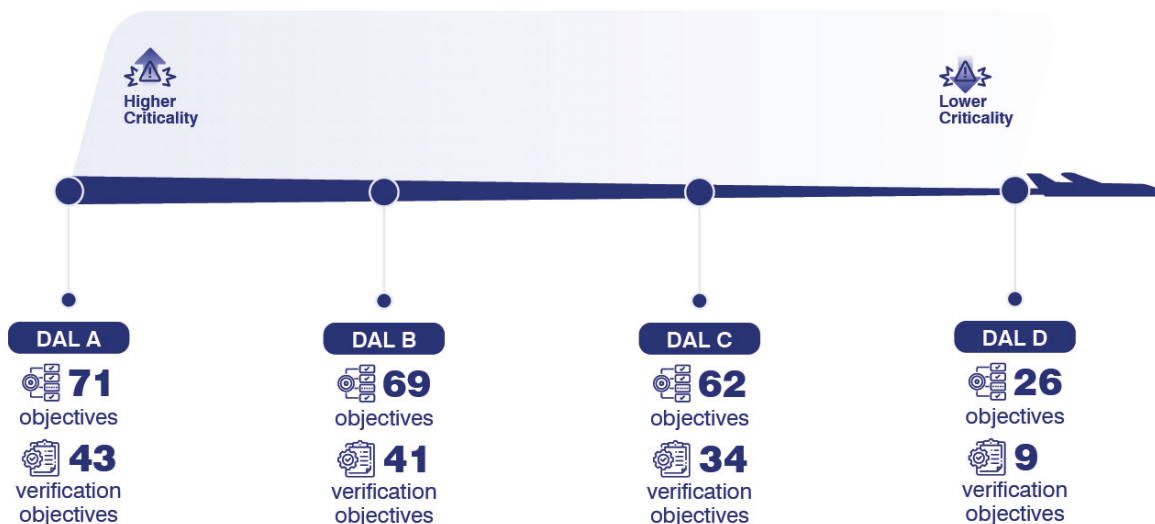 Higher
Criticality
Lower
Criticality
DAL A
71
objectives
43
verification
objectives
DAL B
69
objectives
41
verification
objectives
DAL C
62
objectives
34
verification
objectives
DAL D
26
objectives
9
verification
objectives